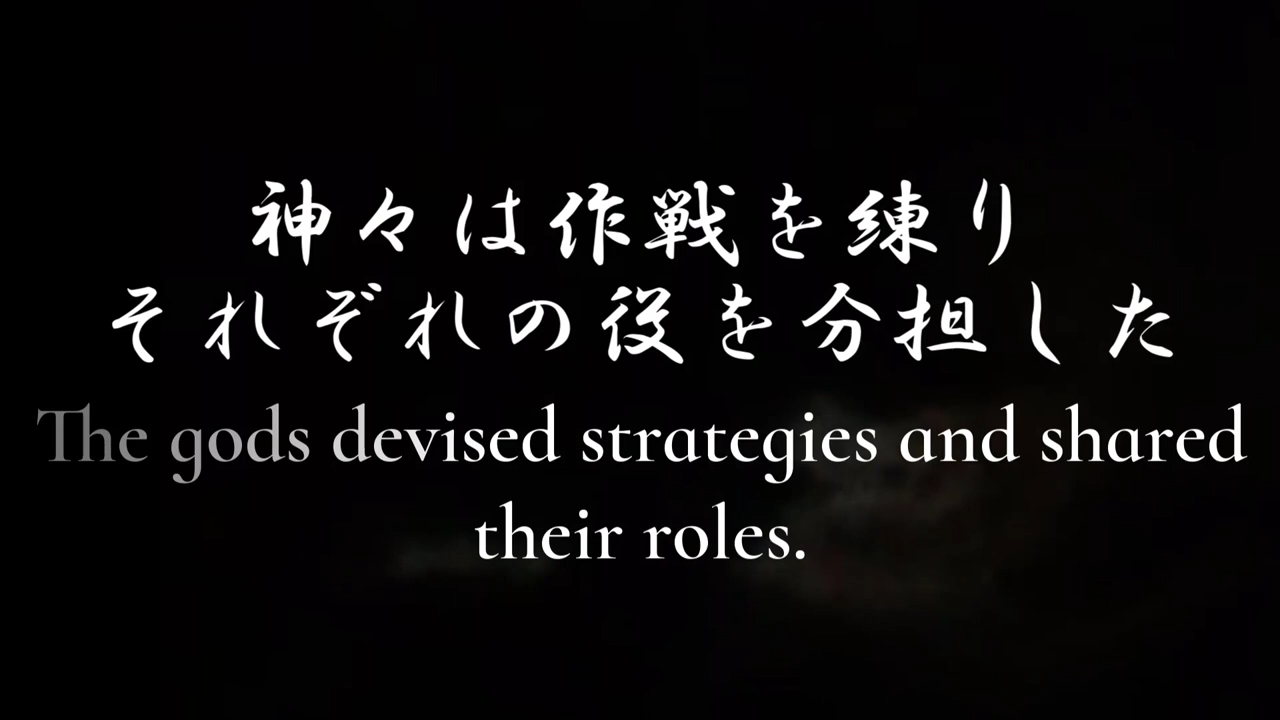 神々は作戦を練り
それぞれの役を分担した
The gods devised strategies and shared
their roles.